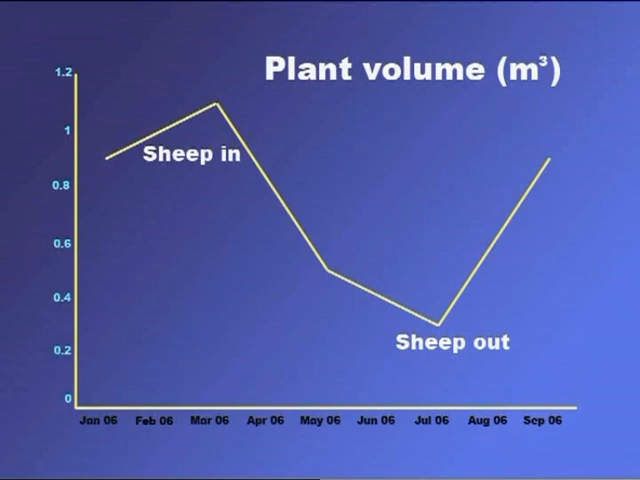 Plant volume (m³)
1.2
1
0.8
0.6
0.4
0.2
0
Sheep in
Sheep out
Jan 06 Feb 06 Mar 06 Apr 06 May 06 Jun 06 Jul 06 Aug 06 Sep 06